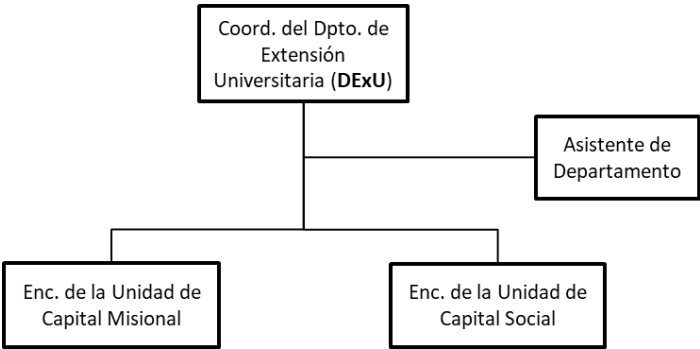 Coord. del Dpto. de
Extensión
Universitaria (DExU)
Asistente de
Departamento
Enc. de la Unidad de
Capital Misional
Enc. de la Unidad de
Capital Social